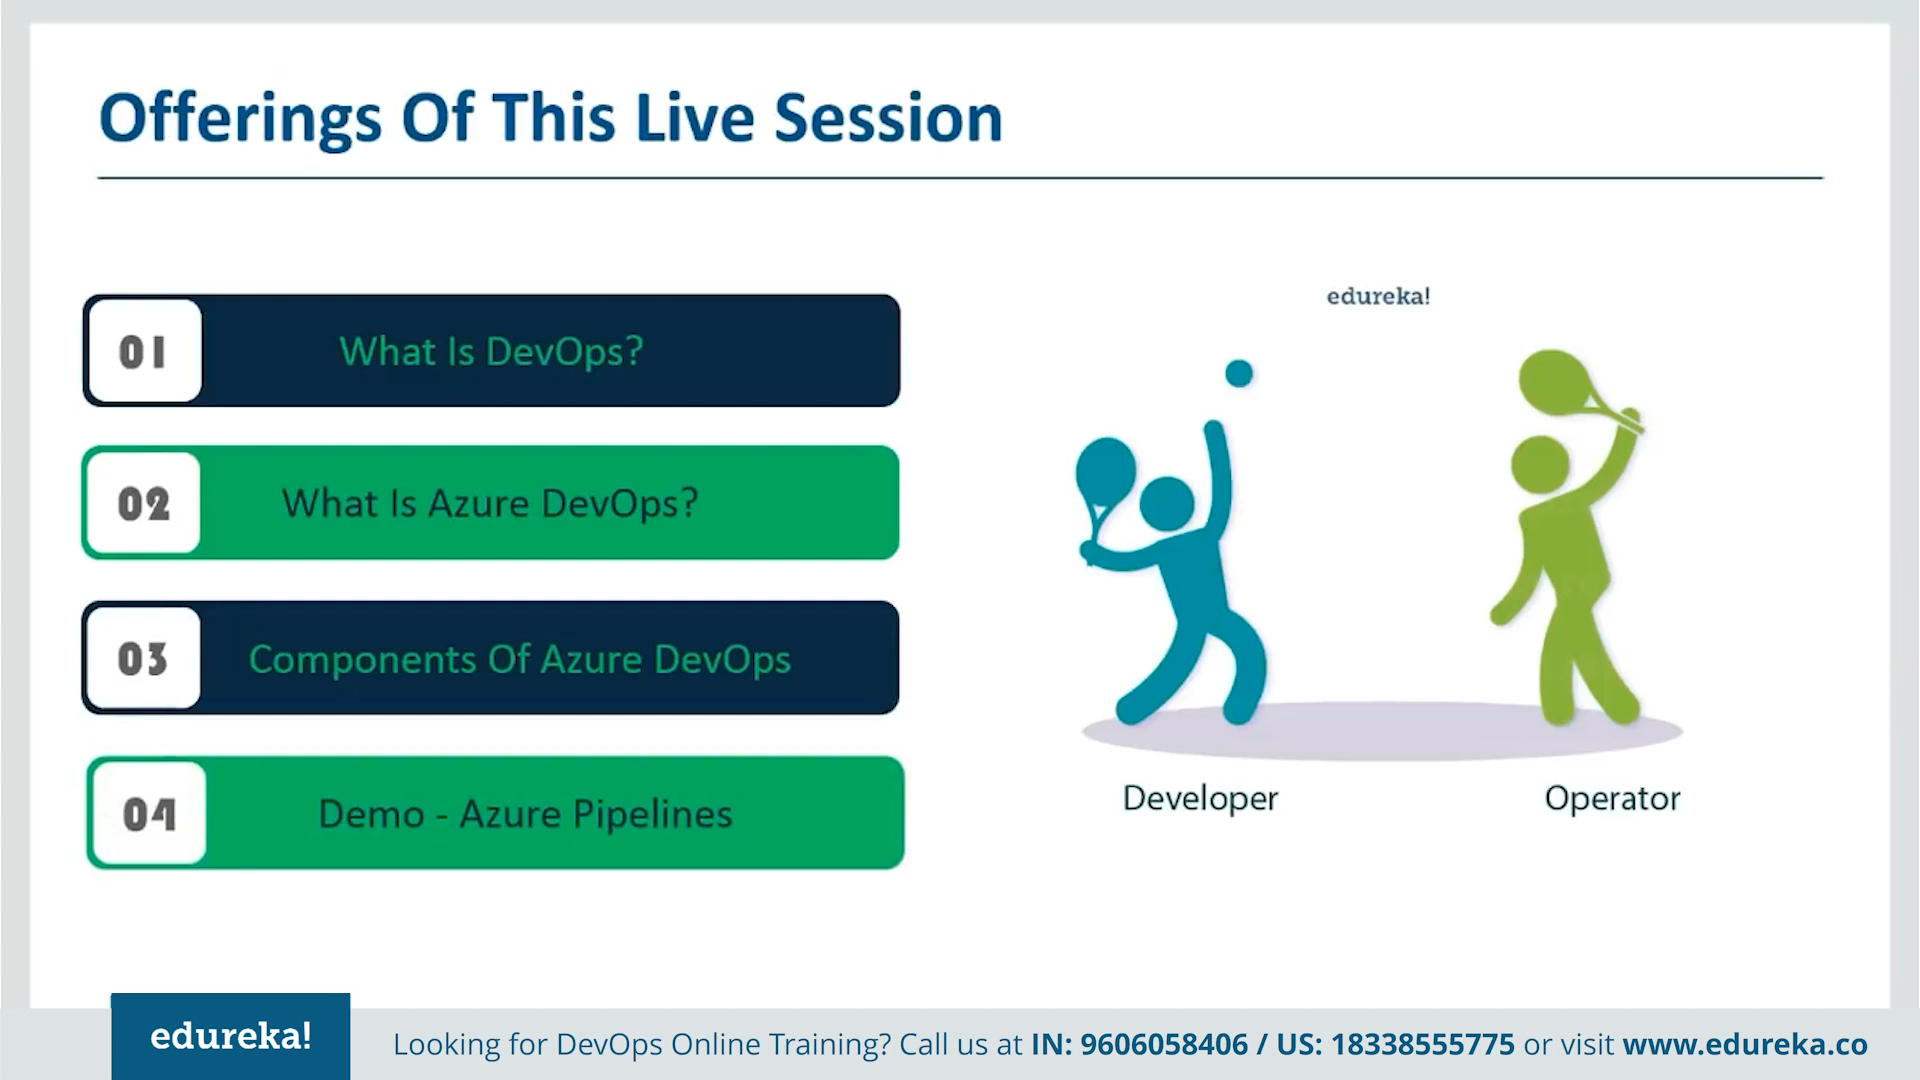 Offerings Of This Live Session
01 What Is DevOps?
02 What Is Azure DevOps?
03 Components Of Azure DevOps
04 Demo - Azure Pipelines
edureka!
Developer Operator
edureka! Looking for DevOps Online Training? Call us at IN: 9606058406 / US: 18338555775 or visit www.edureka.co